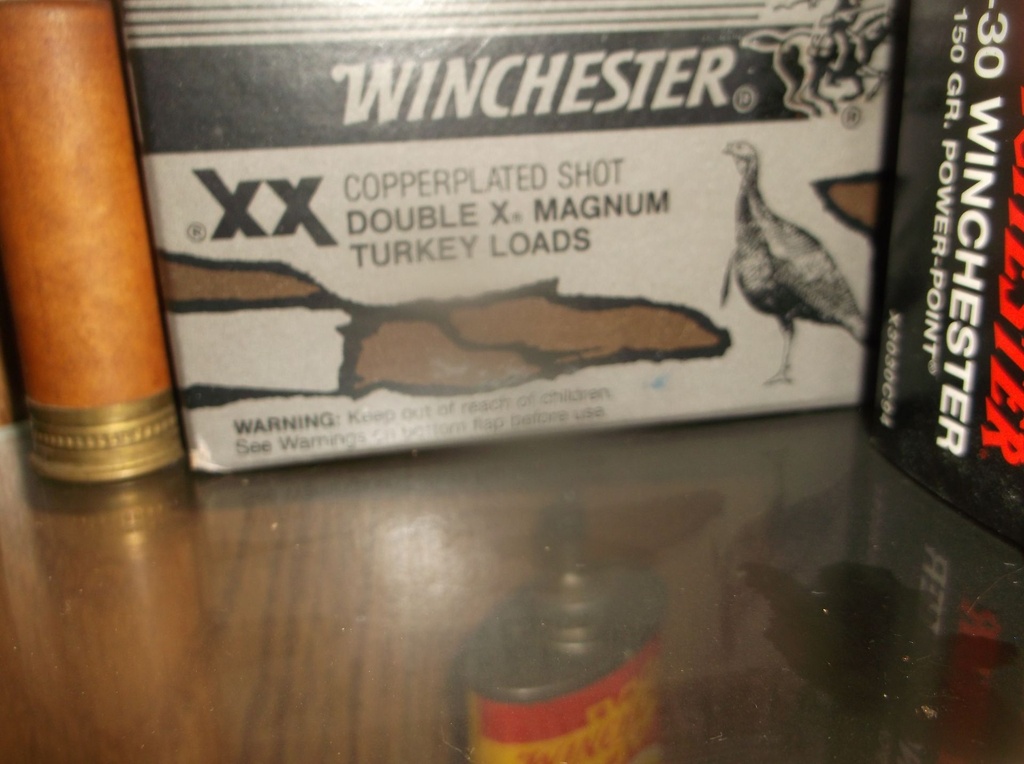 WINCHESTER®
®
®XX COPPERPLATED SHOT
DOUBLE X® MAGNUM
TURKEY LOADS
WARNING: Keep out of reach of children.
See Warnings on bottom flap before use
-30 WINCHESTER
150 GR. POWER-POINT®